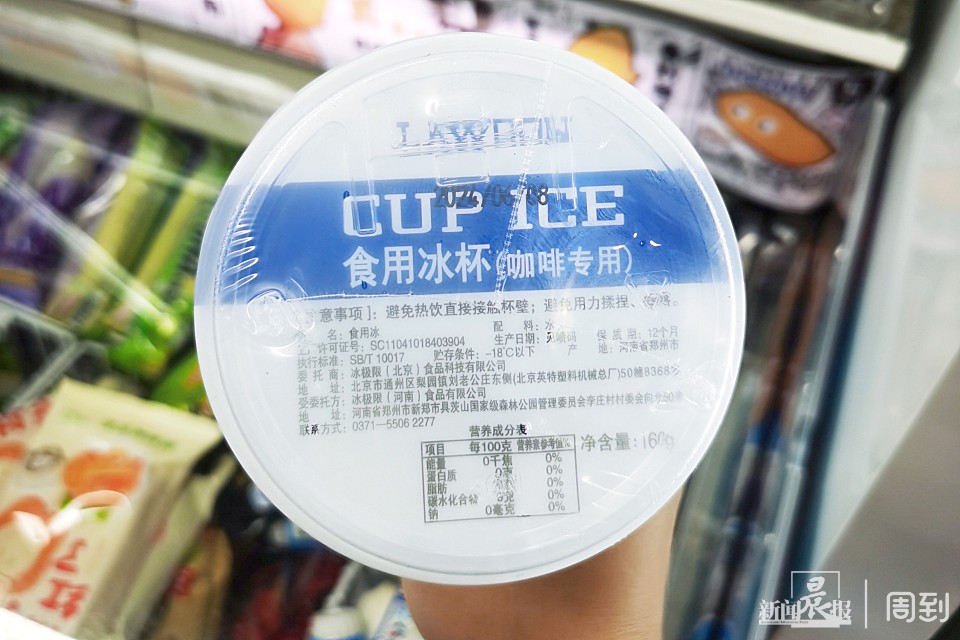 LAWSON
2024/06/08
CUP ICE
食用冰杯(咖啡专用)
意事项]：避免热饮直接接触杯壁；避免用力揉捏、
名：食用冰 配 料：水
许可证号：SC11041018403904 生产日期：见喷码 保 质 期：12个月
执行标准：SB/T 10017 贮存条件：-18℃以下 产 地：河南省郑州市
委 托 商：冰极限（北京）食品科技有限公司
地 址：北京市通州区梨园镇刘老公庄东侧(北京英特塑料机械总厂)50幢8368
受委托方：冰极限（河南）食品有限公司
地 址：河南省郑州市新郑市具茨山国家级森林公园管理委员会李庄村村委会向北50
联系方式：0371—5506 2277
营养成分表
项目 每100克 营养素参考值%
能量 0千焦 0%
蛋白质 0克 0%
脂肪 0%
碳水化合物 0克 0%
钠 0毫克 0%
净含量：160g
新闻晨报 周到